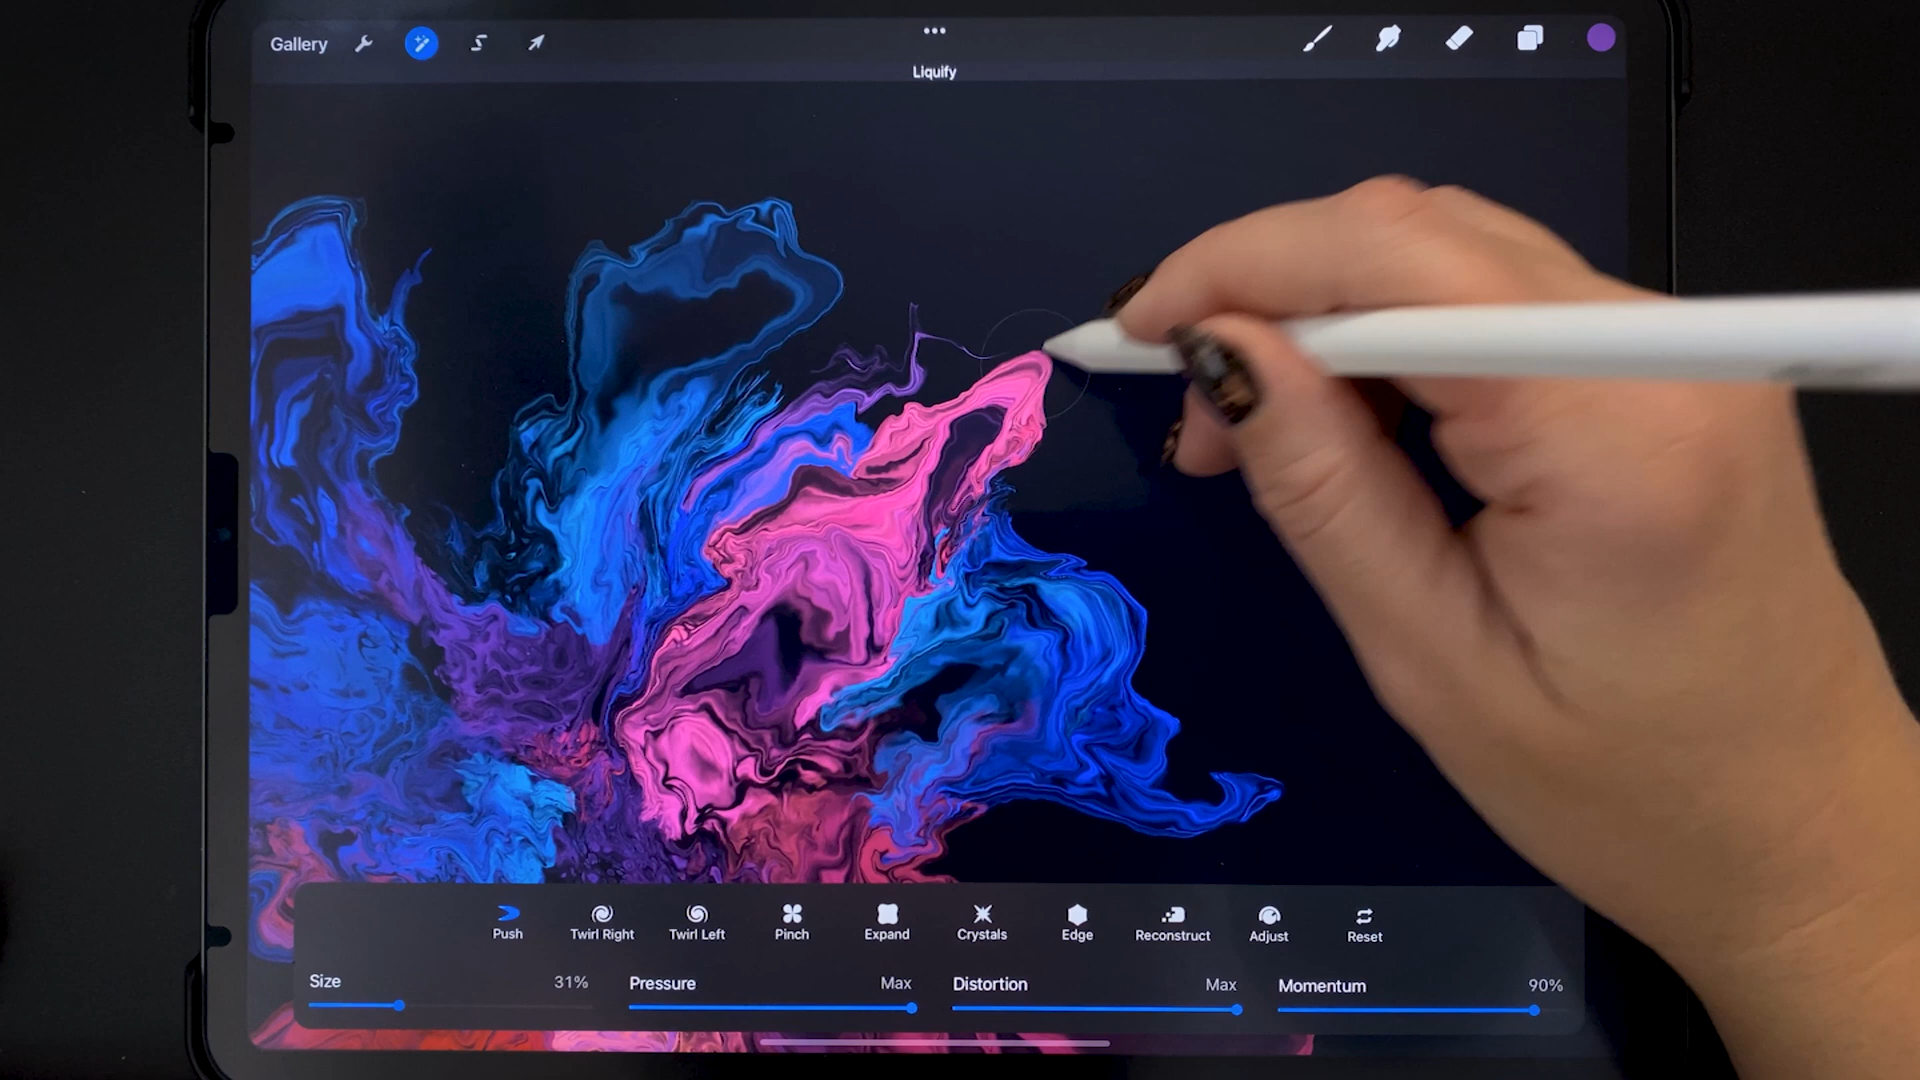 Gallery
Liquify
Push
Twirl Right
Twirl Left
Pinch
Expand
Crystals
Edge
Reconstruct
Adjust
Reset
Size 31%
Pressure Max
Distortion Max
Momentum 90%